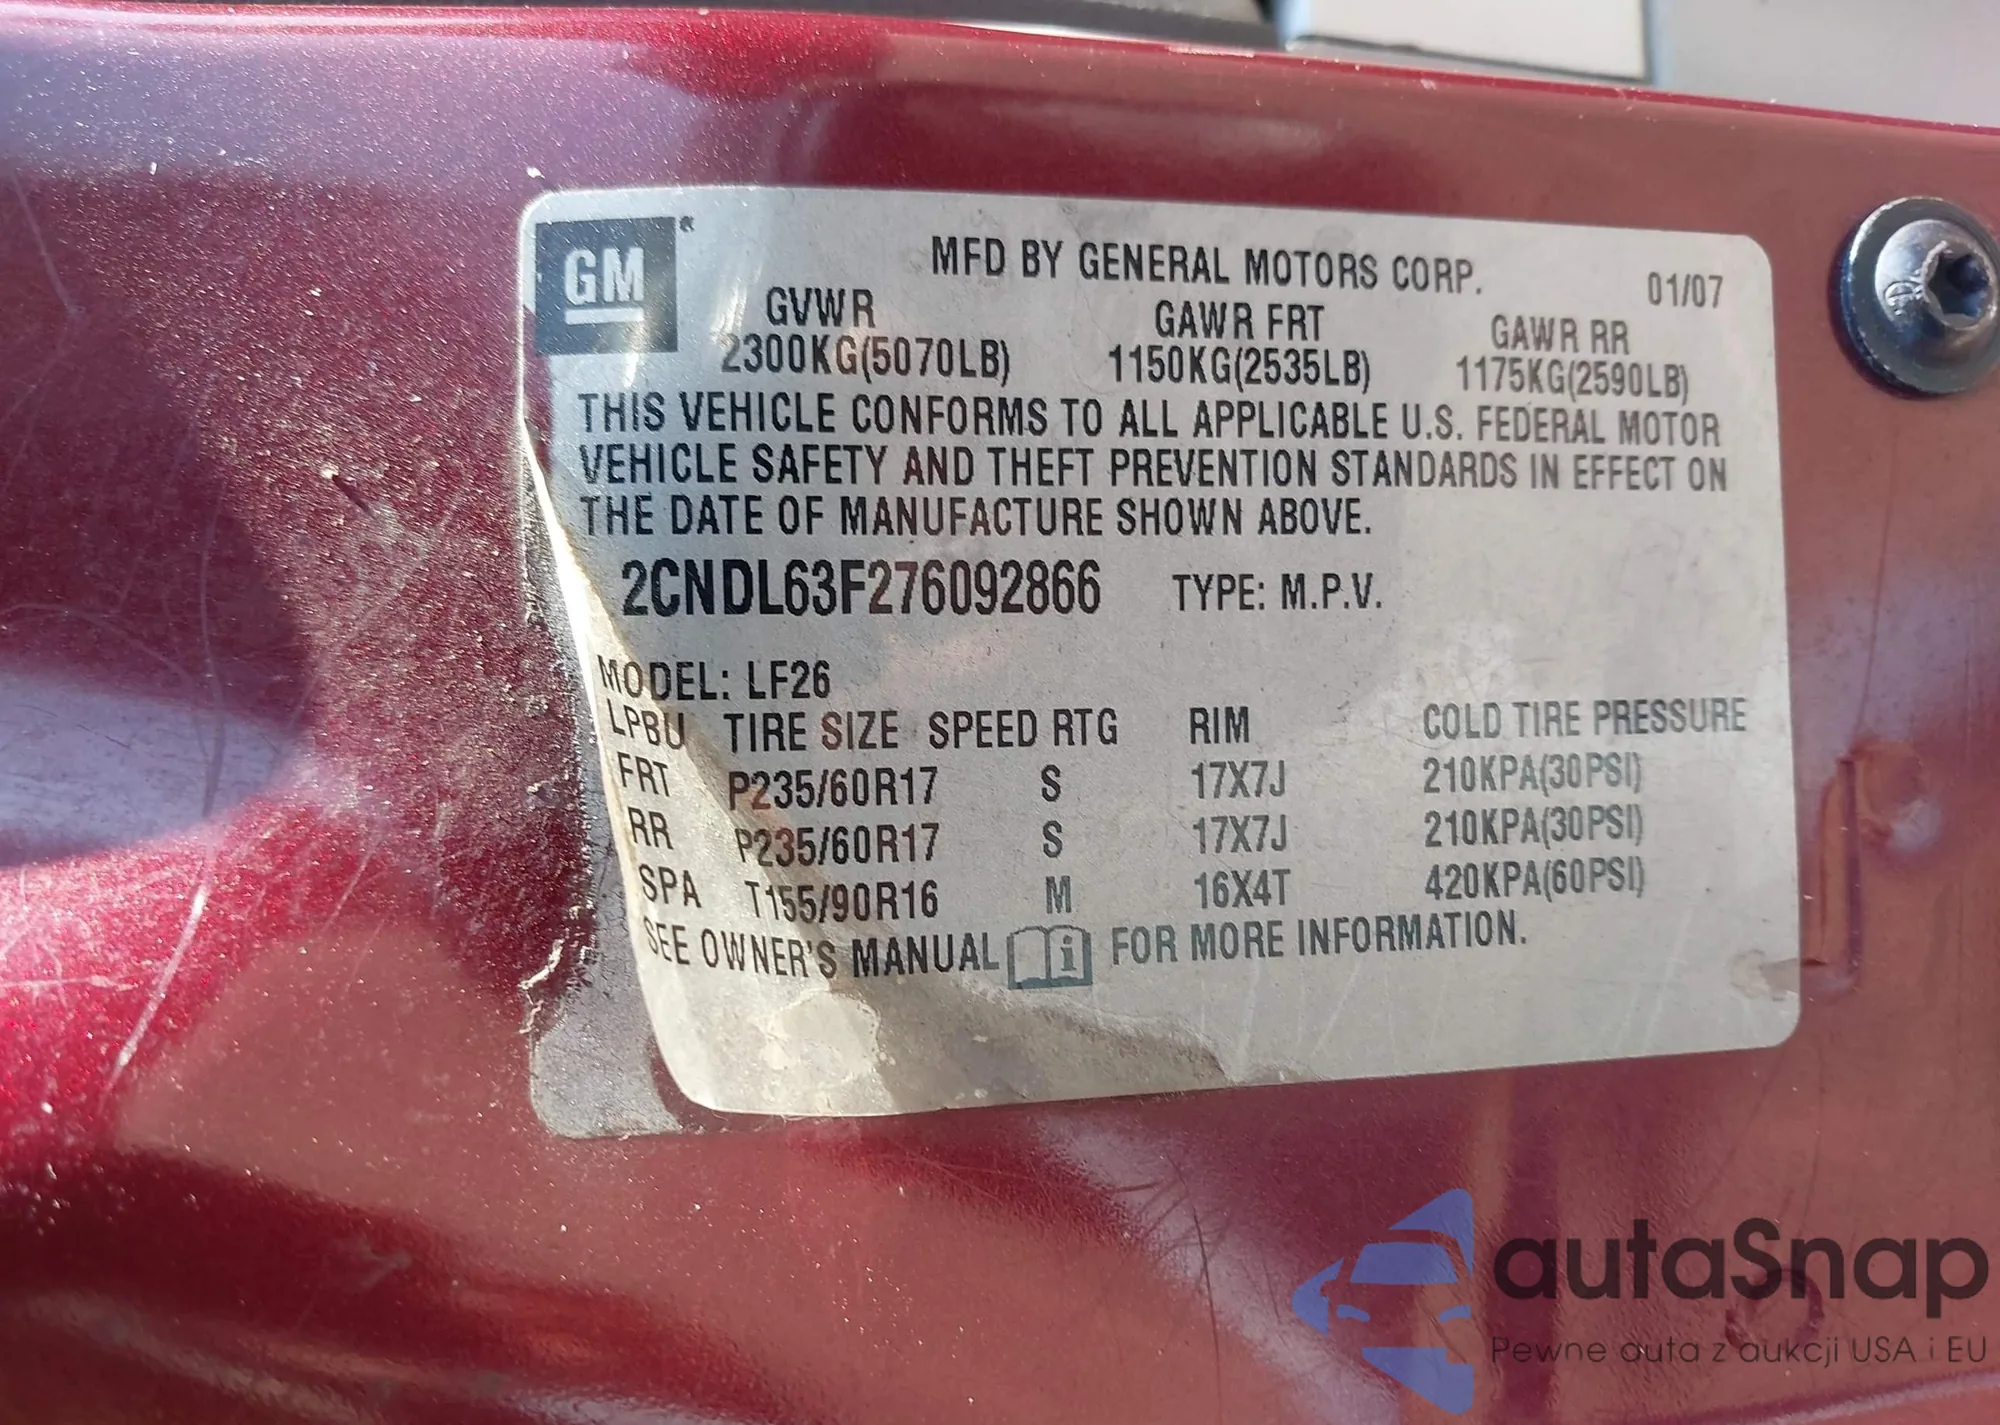 GM
MFD BY GENERAL MOTORS CORP.
01/07
GVWR GAWR FRT GAWR RR
2300KG(5070LB) 1150KG(2535LB) 1175KG(2590LB)
THIS VEHICLE CONFORMS TO ALL APPLICABLE U.S. FEDERAL MOTOR
VEHICLE SAFETY AND THEFT PREVENTION STANDARDS IN EFFECT ON
THE DATE OF MANUFACTURE SHOWN ABOVE.
2CNDL63F276092866 TYPE: M.P.V.
MODEL: LF26
LPBU TIRE SIZE SPEED RTG RIM COLD TIRE PRESSURE
FRT P235/60R17 S 17X7J 210KPA(30PSI)
RR P235/60R17 S 17X7J 210KPA(30PSI)
SPA T155/90R16 M 16X4T 420KPA(60PSI)
SEE OWNER'S MANUAL i FOR MORE INFORMATION.
autaSnap
Pewne auta z aukcji USA i EU